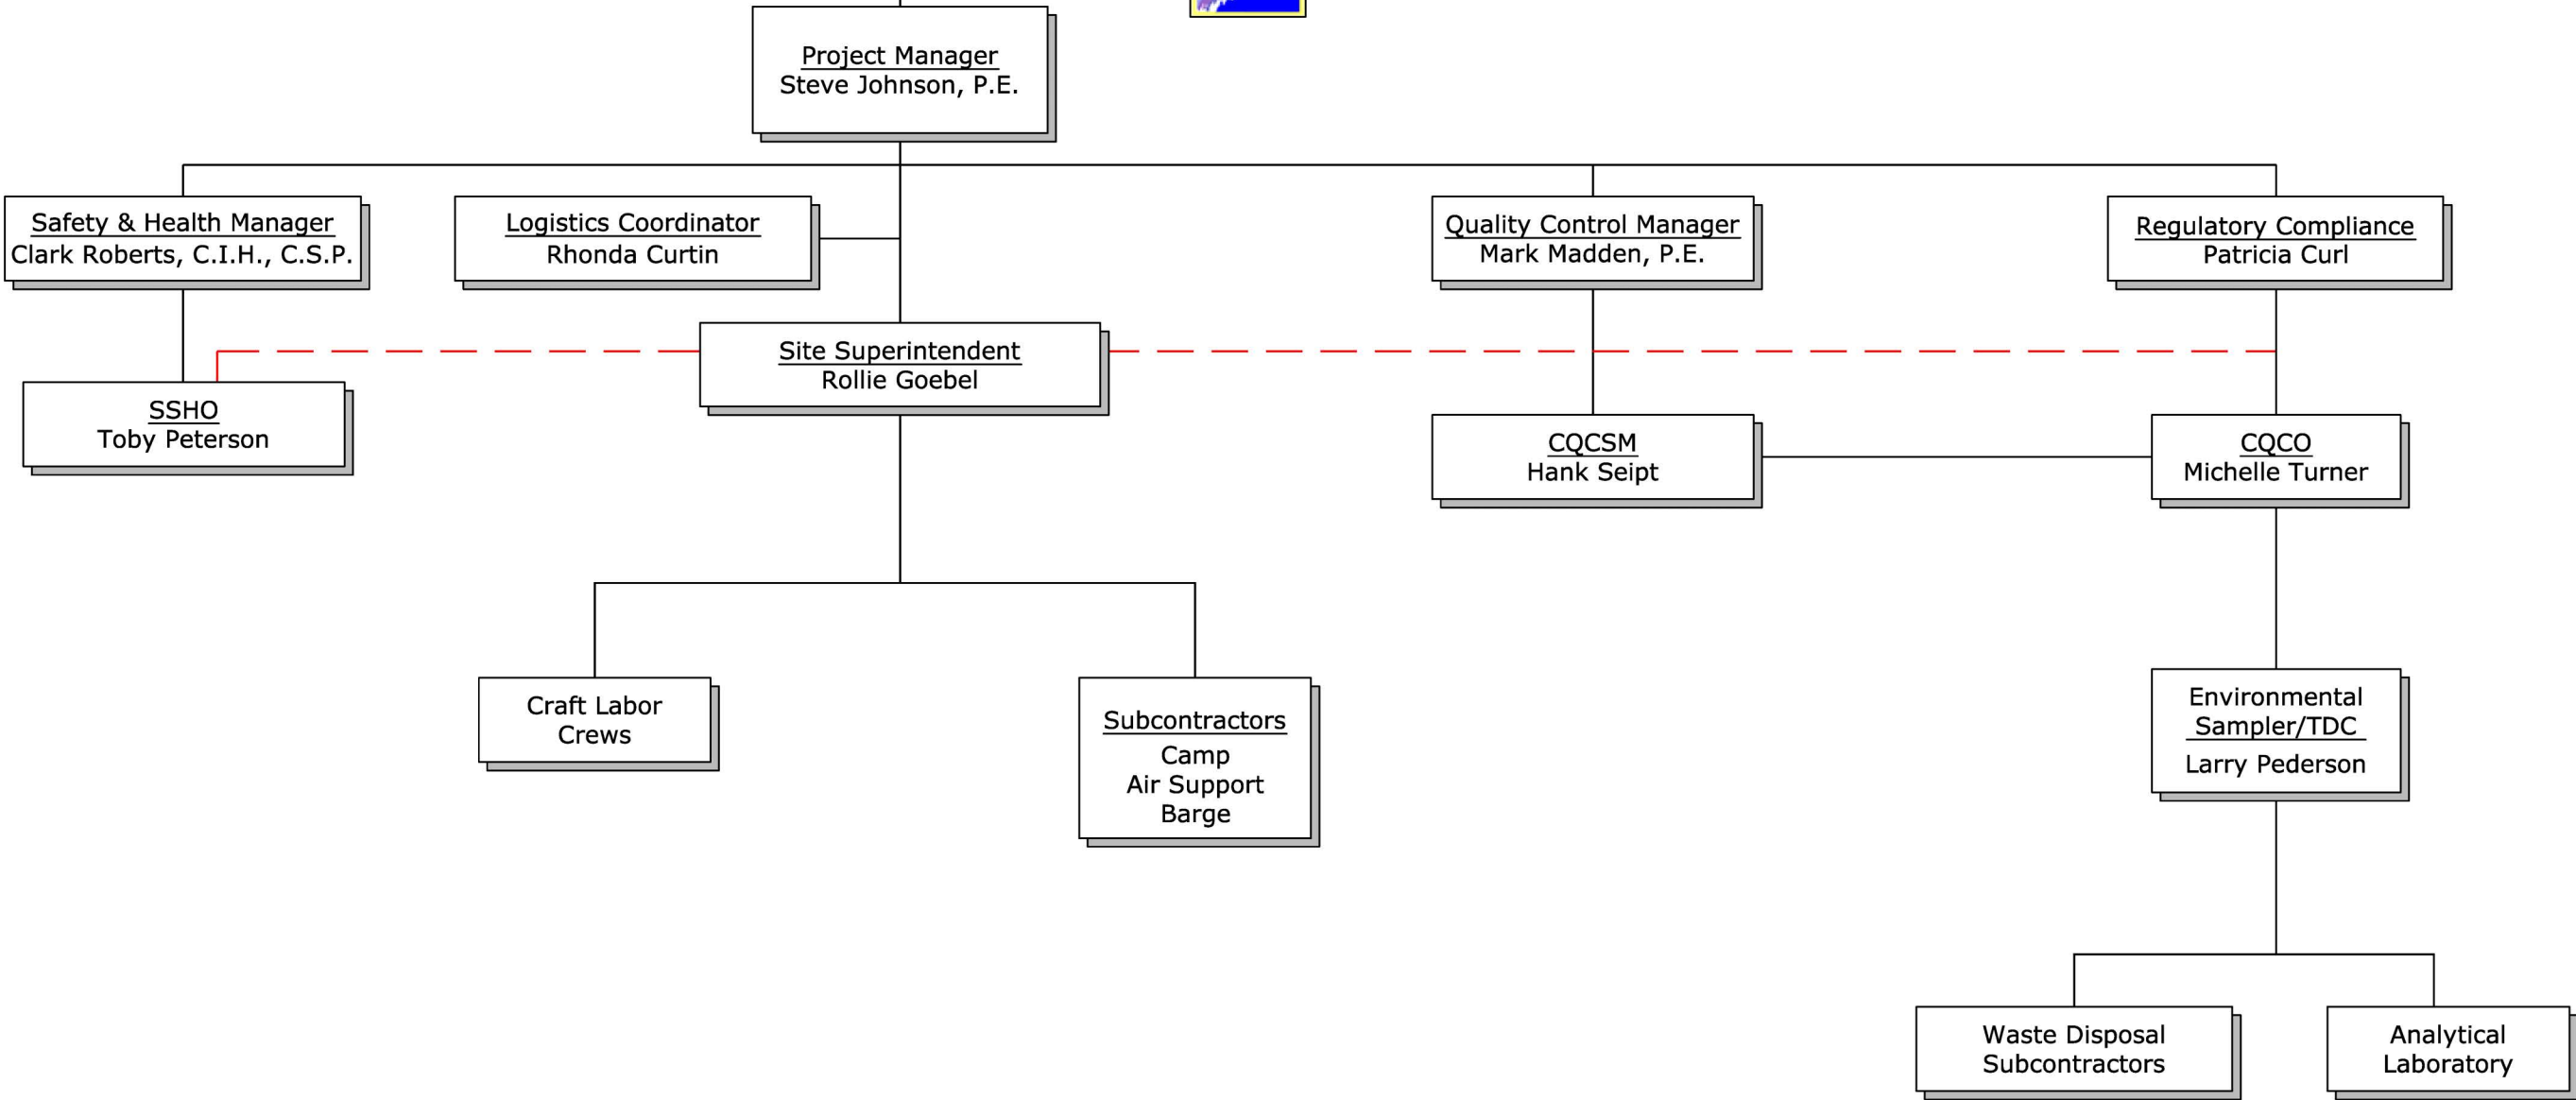 Project Manager
Steve Johnson, P.E.
Safety & Health Manager
Clark Roberts, C.I.H., C.S.P.
Logistics Coordinator
Rhonda Curtin
Quality Control Manager
Mark Madden, P.E.
Regulatory Compliance
Patricia Curl
Site Superintendent
Rollie Goebel
SSHO
Toby Peterson
CQCSM
Hank Seipt
CQCO
Michelle Turner
Craft Labor
Crews
Subcontractors
Camp
Air Support
Barge
Environmental
Sampler/TDC
Larry Pederson
Waste Disposal
Subcontractors
Analytical
Laboratory